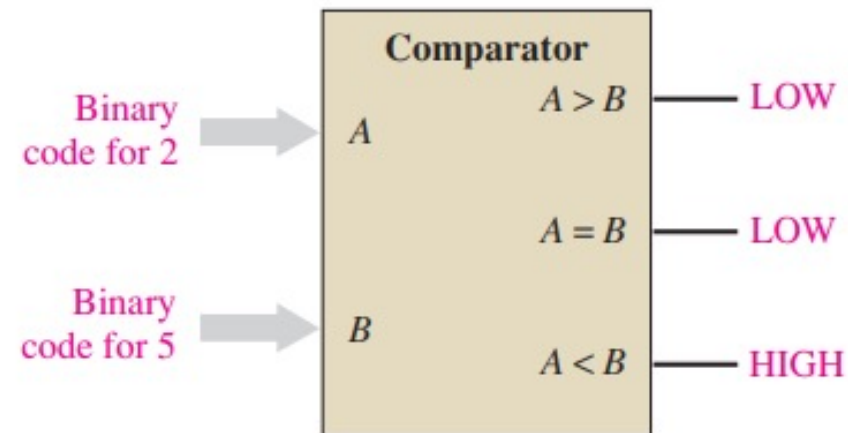 Comparator
Binary
code for 2
A
A > B
LOW
A = B
LOW
Binary
code for 5
B
A < B
HIGH